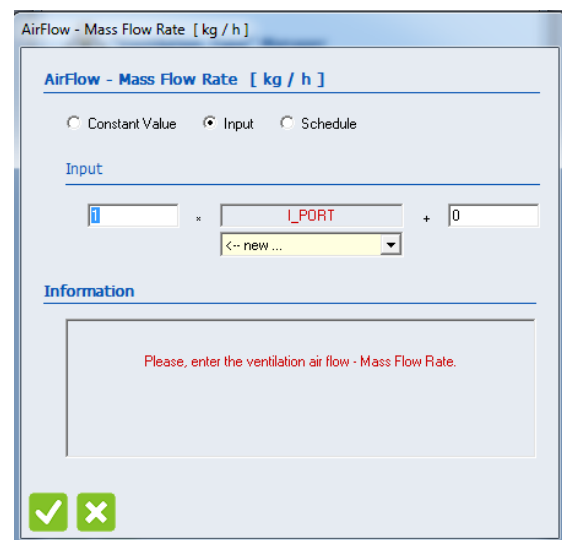 AirFlow - Mass Flow Rate [ kg / h ]
AirFlow - Mass Flow Rate [ kg / h ]
Constant Value Input Schedule
Input
1 * I_PORT + 0
<-- new ...
Information
Please, enter the ventilation air flow - Mass Flow Rate.